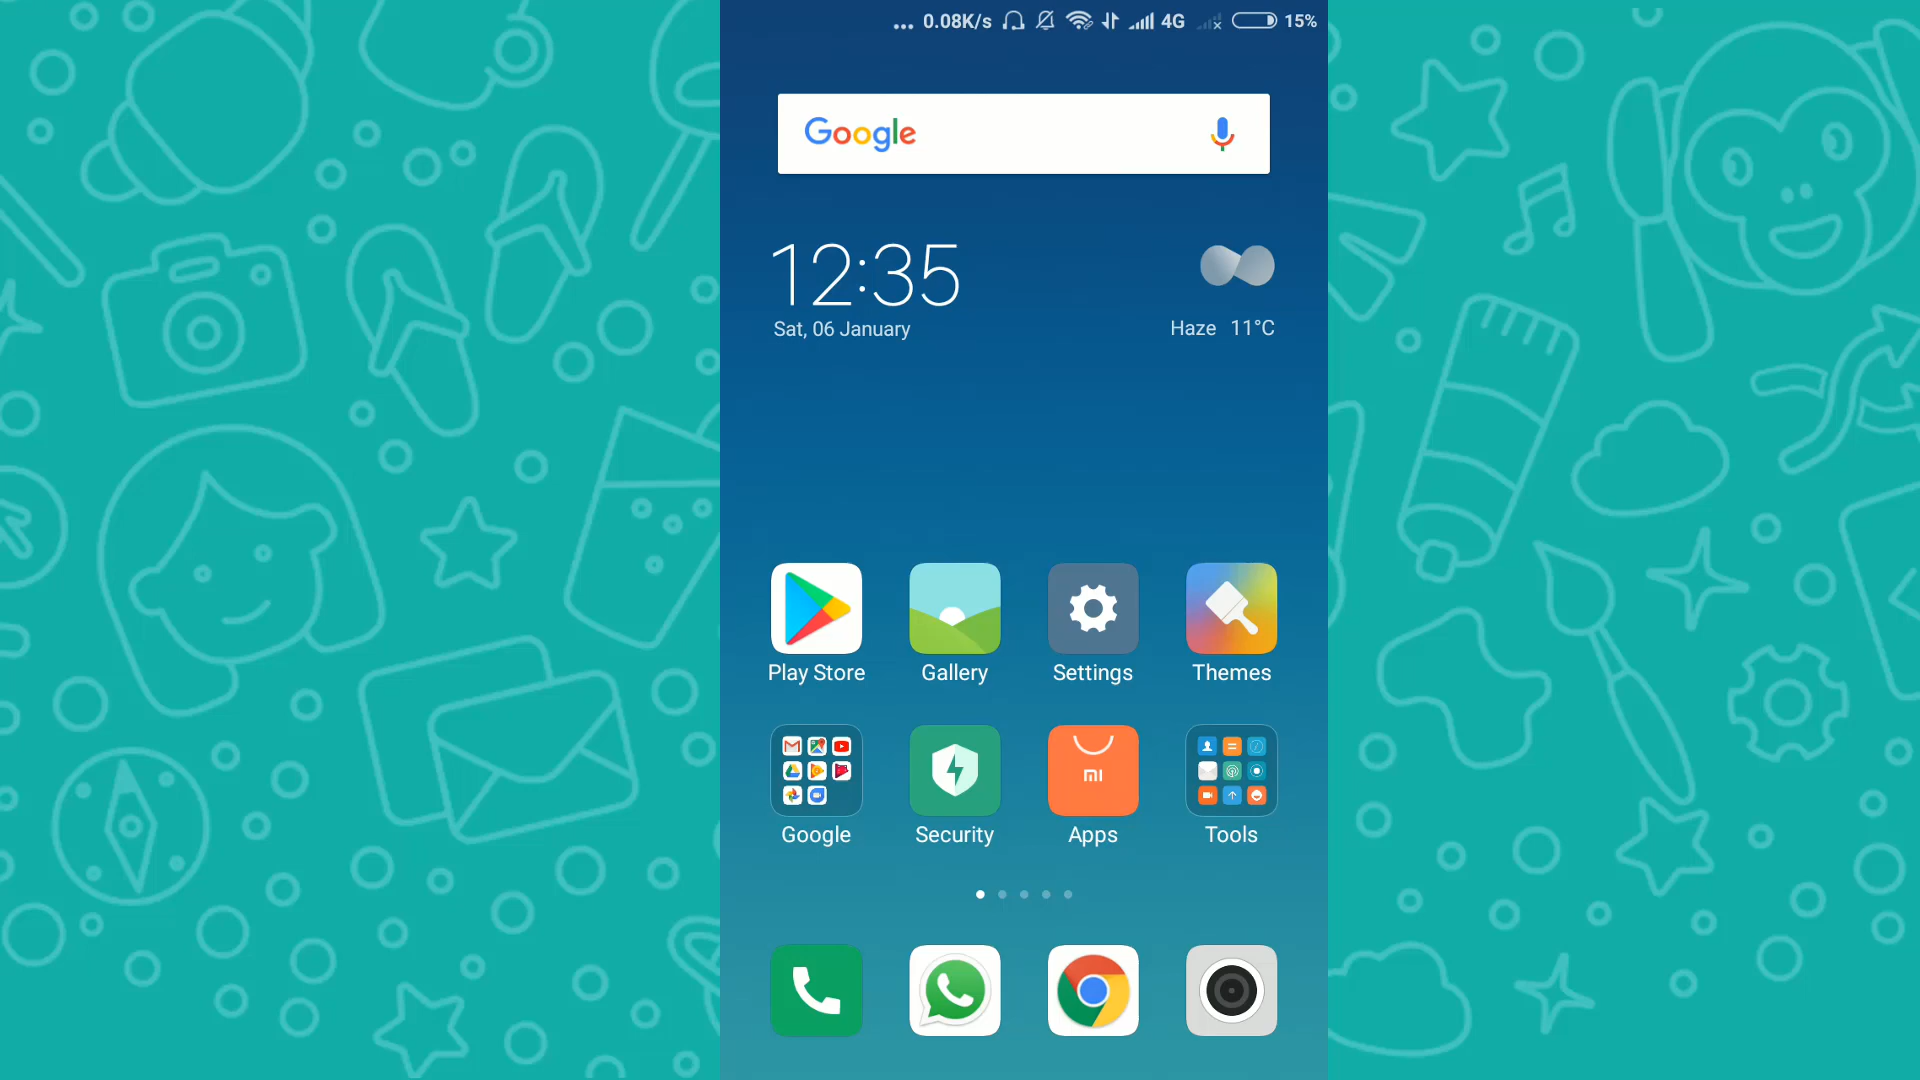 ... 0.08K/s 4G 15%
Google
12:35
Sat, 06 January
Haze 11°C
Play Store Gallery Settings Themes
mi
Google Security Apps Tools